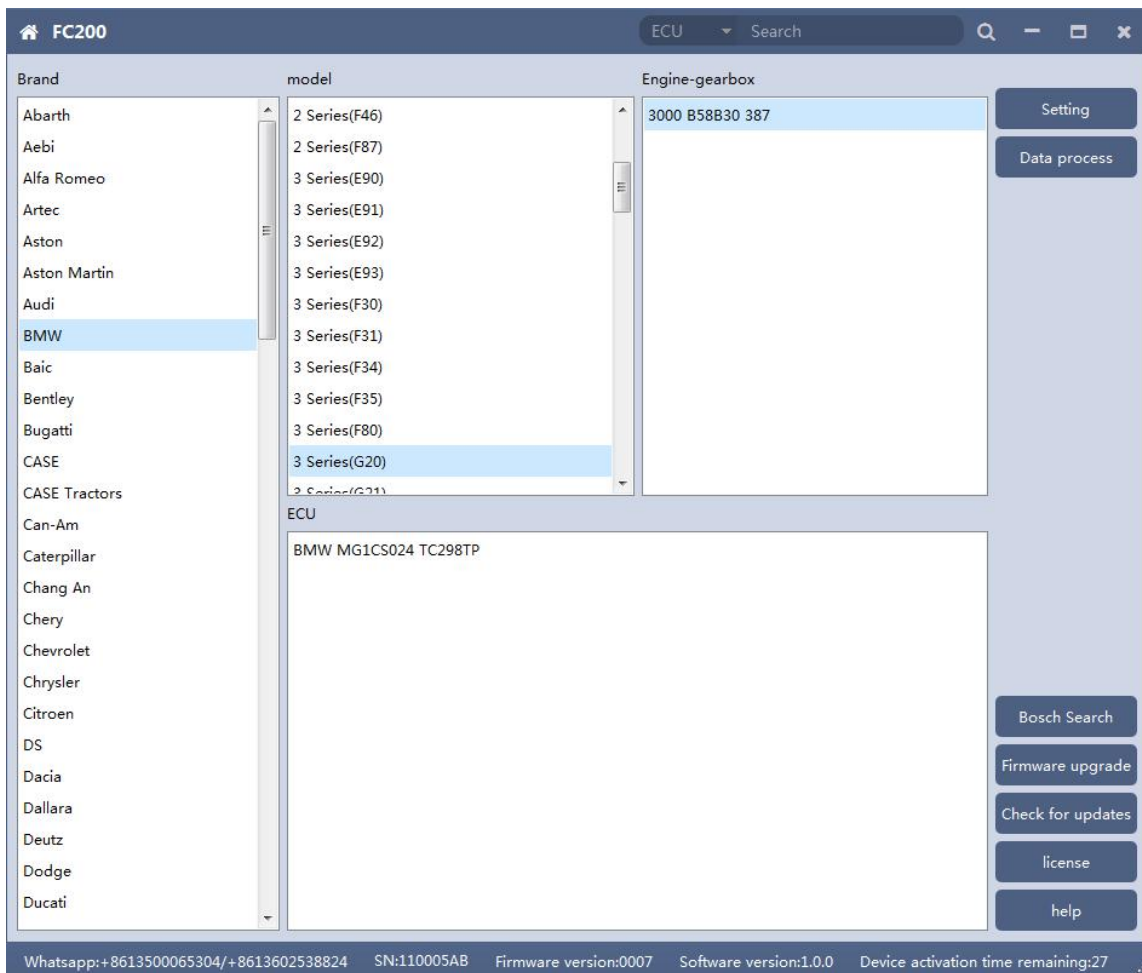 FC200
ECU
Search
Brand
model
Engine-gearbox
Abarth
Aebi
Alfa Romeo
Artec
Aston
Aston Martin
Audi
BMW
Baic
Bentley
Bugatti
CASE
CASE Tractors
Can-Am
Caterpillar
Chang An
Chery
Chevrolet
Chrysler
Citroen
DS
Dacia
Dallara
Deutz
Dodge
Ducati
2 Series(F46)
2 Series(F87)
3 Series(E90)
3 Series(E91)
3 Series(E92)
3 Series(E93)
3 Series(F30)
3 Series(F31)
3 Series(F34)
3 Series(F35)
3 Series(F80)
3 Series(G20)
3 Series(G21)
3000 B58B30 387
ECU
BMW MG1CS024 TC298TP
Setting
Data process
Bosch Search
Firmware upgrade
Check for updates
license
help
Whatsapp:+8613500065304/+8613602538824 SN:110005AB Firmware version:0007 Software version:1.0.0 Device activation time remaining:27